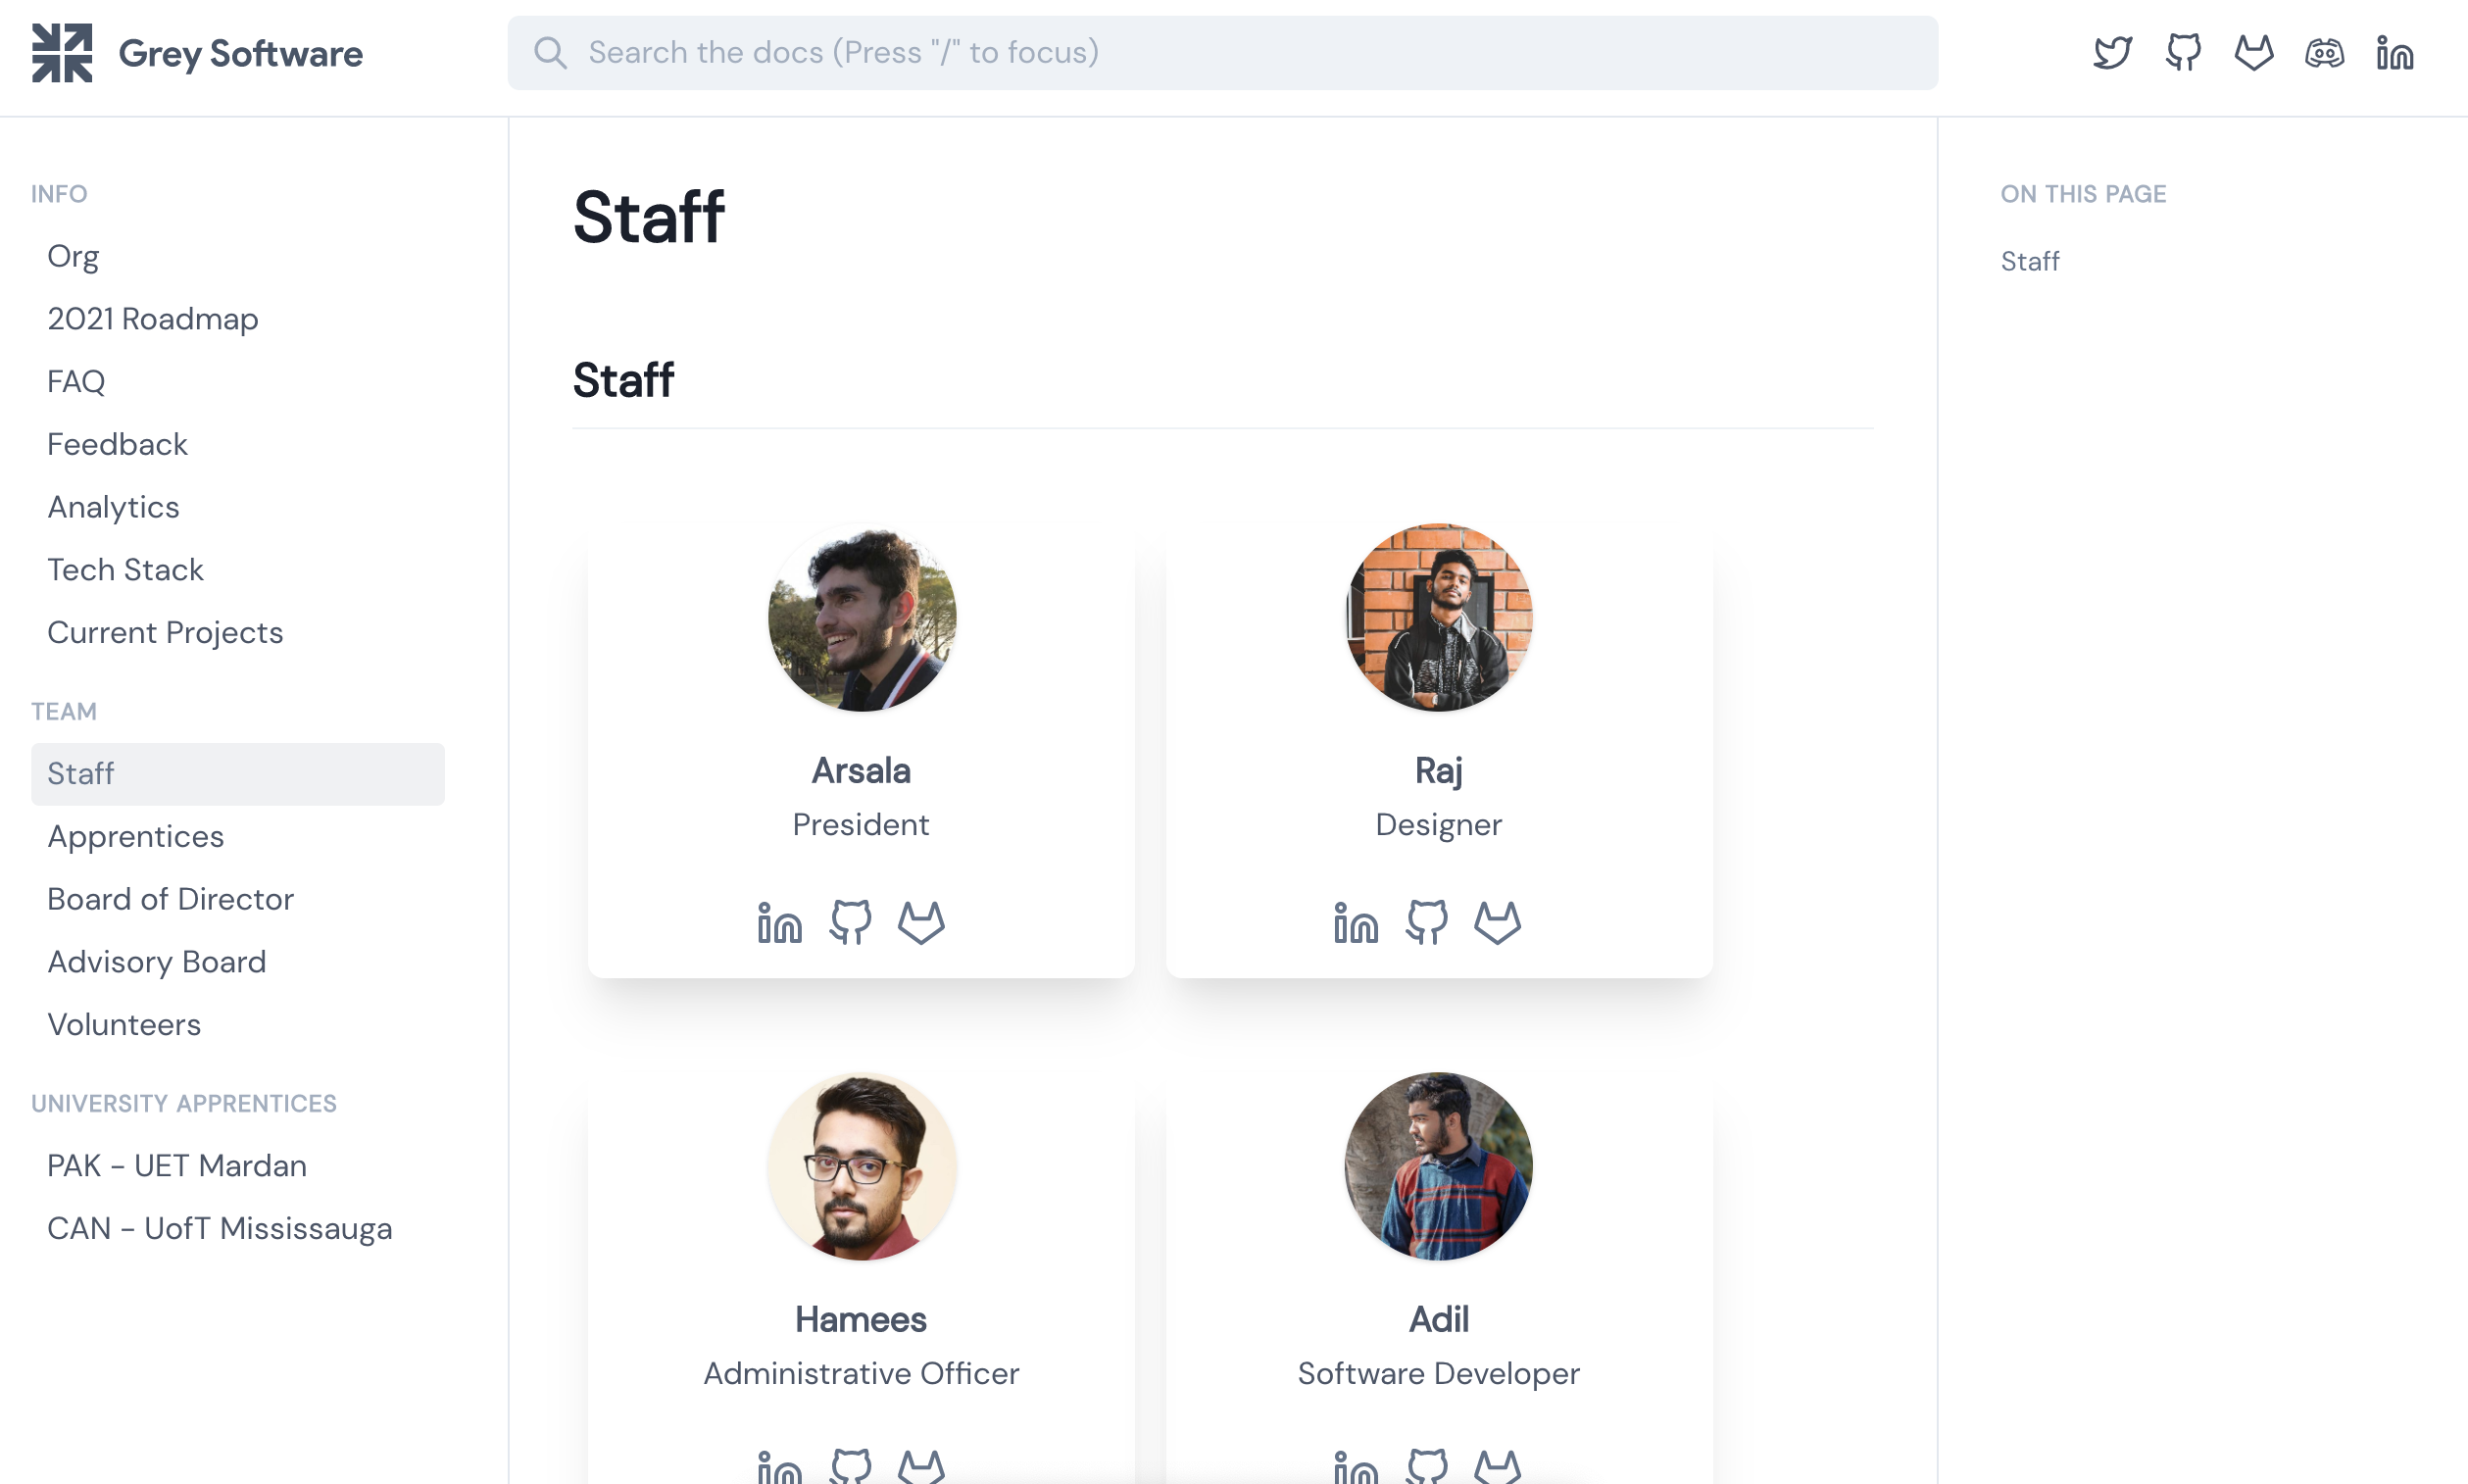 Grey Software
Search the docs (Press "/" to focus)
INFO
Org
2021 Roadmap
FAQ
Feedback
Analytics
Tech Stack
Current Projects
TEAM
Staff
Apprentices
Board of Director
Advisory Board
Volunteers
UNIVERSITY APPRENTICES
PAK - UET Mardan
CAN - UofT Mississauga
Staff
Staff
Arsala
President
Raj
Designer
Hamees
Administrative Officer
Adil
Software Developer
ON THIS PAGE
Staff